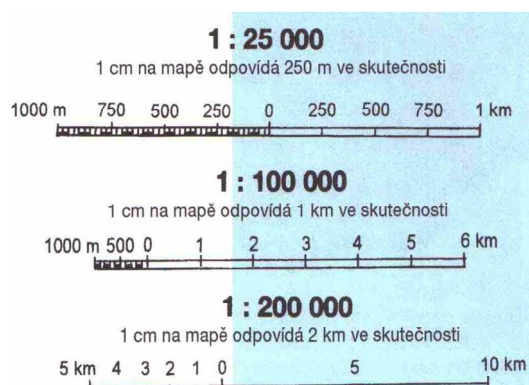 1 : 25 000
1 cm na mapě odpovídá 250 m ve skutečnosti
1000 m 750 500 250 0 250 500 750 1 km
1 : 100 000
1 cm na mapě odpovídá 1 km ve skutečnosti
1000 m 500 0 1 2 3 4 5 6 km
1 : 200 000
1 cm na mapě odpovídá 2 km ve skutečnosti
5 km 4 3 2 1 0 5 10 km